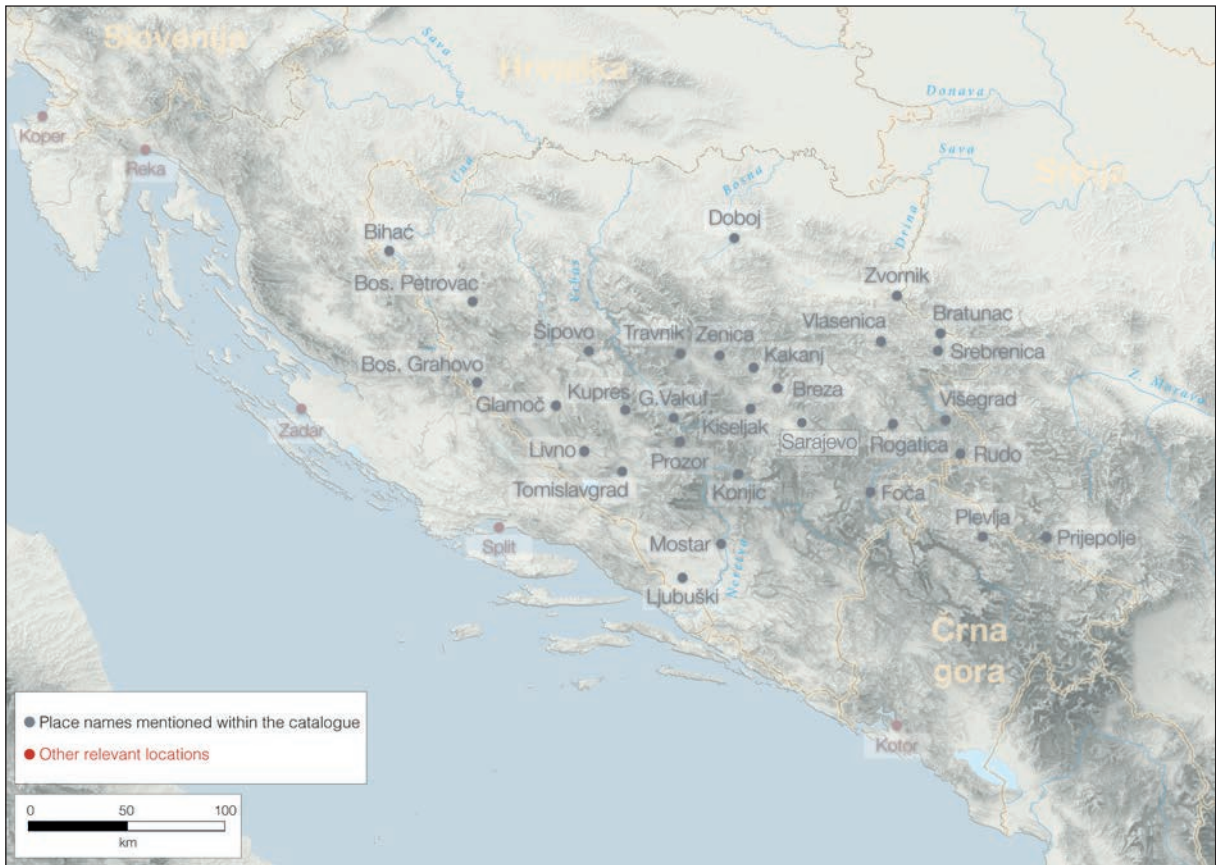 Slovenija
Hrvatska
Sava
Donava
Koper
Reka
Una
Bosna
Sava
Srbija
Doboj
Drina
Bihać
Vrbas
Zvornik
Bos. Petrovac
Vlasenica
Bratunac
Šipovo
Travnik
Zenica
Srebrenica
Bos. Grahovo
Kakanj
Z. Morava
Kupres
Breza
Glamoč
G.Vakuf
Višegrad
Zadar
Kiseljak
Sarajevo
Rogatica
Livno
Prozor
Rudo
Tomislavgrad
Konjic
Foča
Plevlja
Split
Mostar
Prijepolje
Neretva
Ljubuški
Črna
gora
Kotor
Place names mentioned within the catalogue
Other relevant locations
0 50 100
km